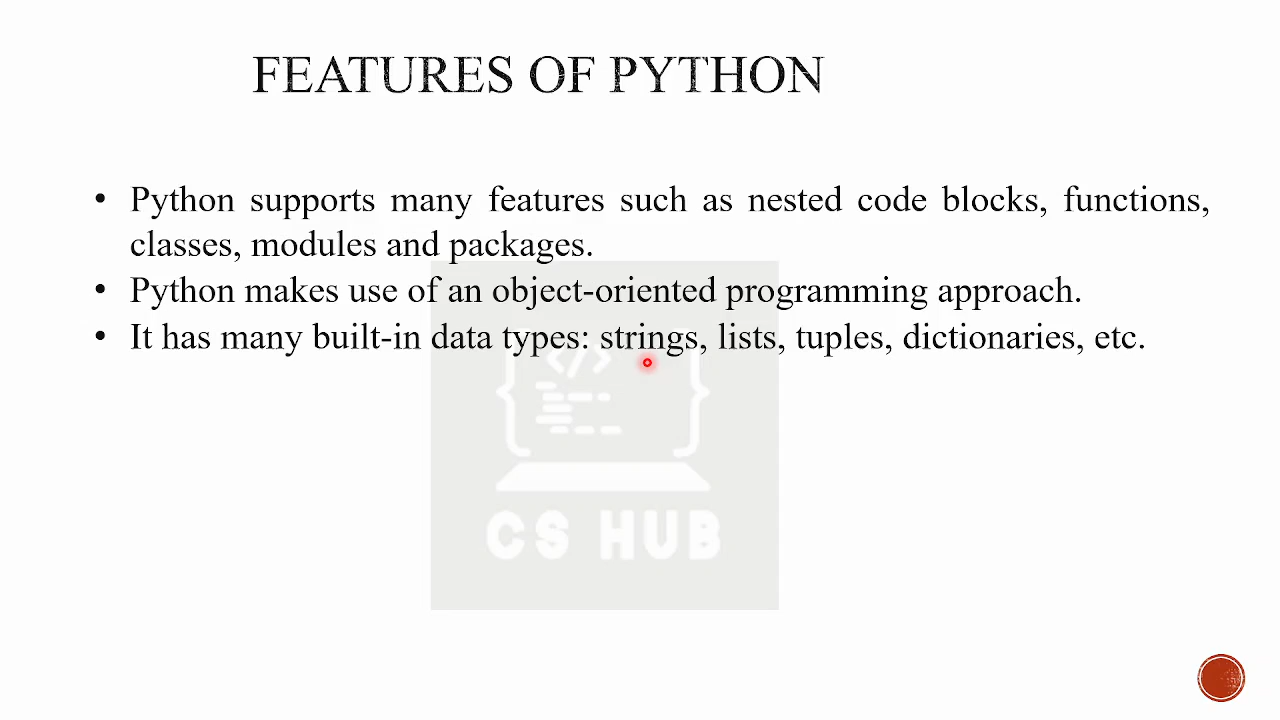 FEATURES OF PYTHON
• Python supports many features such as nested code blocks, functions,
classes, modules and packages.
• Python makes use of an object-oriented programming approach.
• It has many built-in data types: strings, lists, tuples, dictionaries, etc.
</>
CS HUB